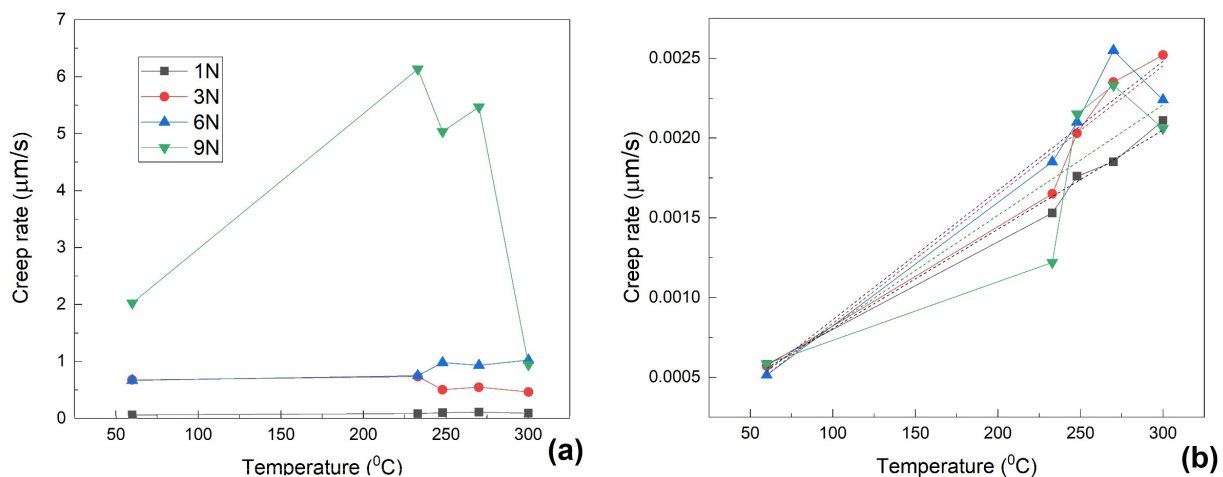 7
6
5
4
3
2
1
0
Creep rate (μm/s)
1N
3N
6N
9N
50 100 150 200 250 300
Temperature (⁰C)
(a)
0.0025
0.0020
0.0015
0.0010
0.0005
Creep rate (μm/s)
50 100 150 200 250 300
Temperature (⁰C)
(b)